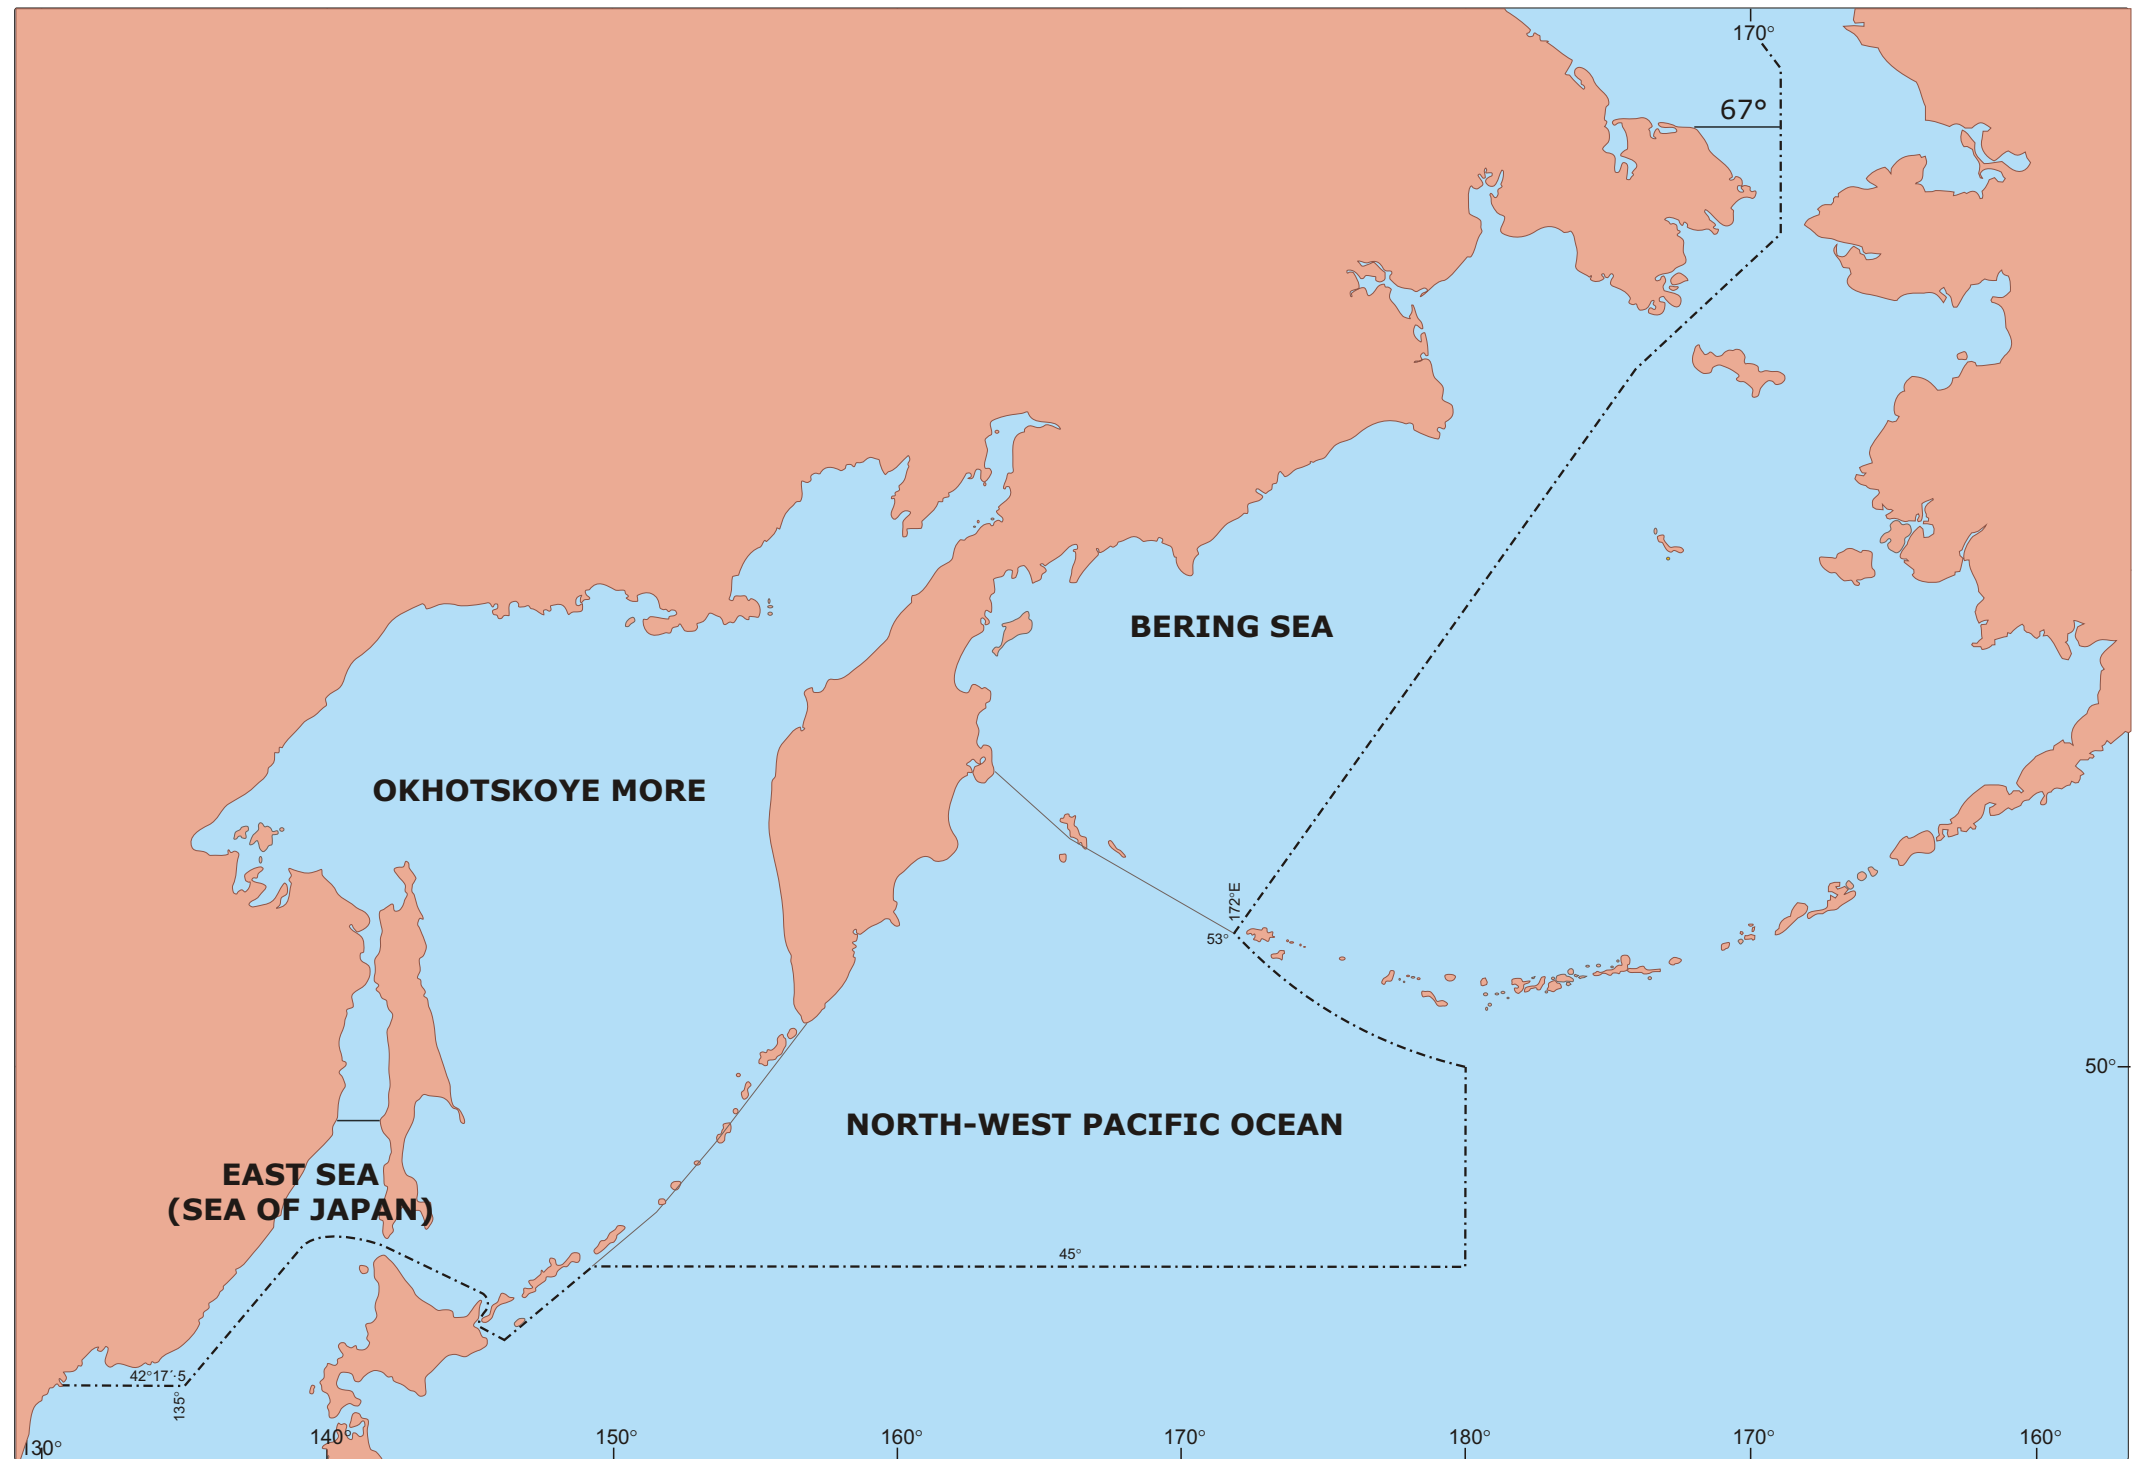 170°
67°
BERING SEA
OKHOTSKOYE MORE
172°E
53°
50°
NORTH-WEST PACIFIC OCEAN
EAST SEA
(SEA OF JAPAN)
45°
42°17´·5
135°
130°
140°
150°
160°
170°
180°
170°
160°